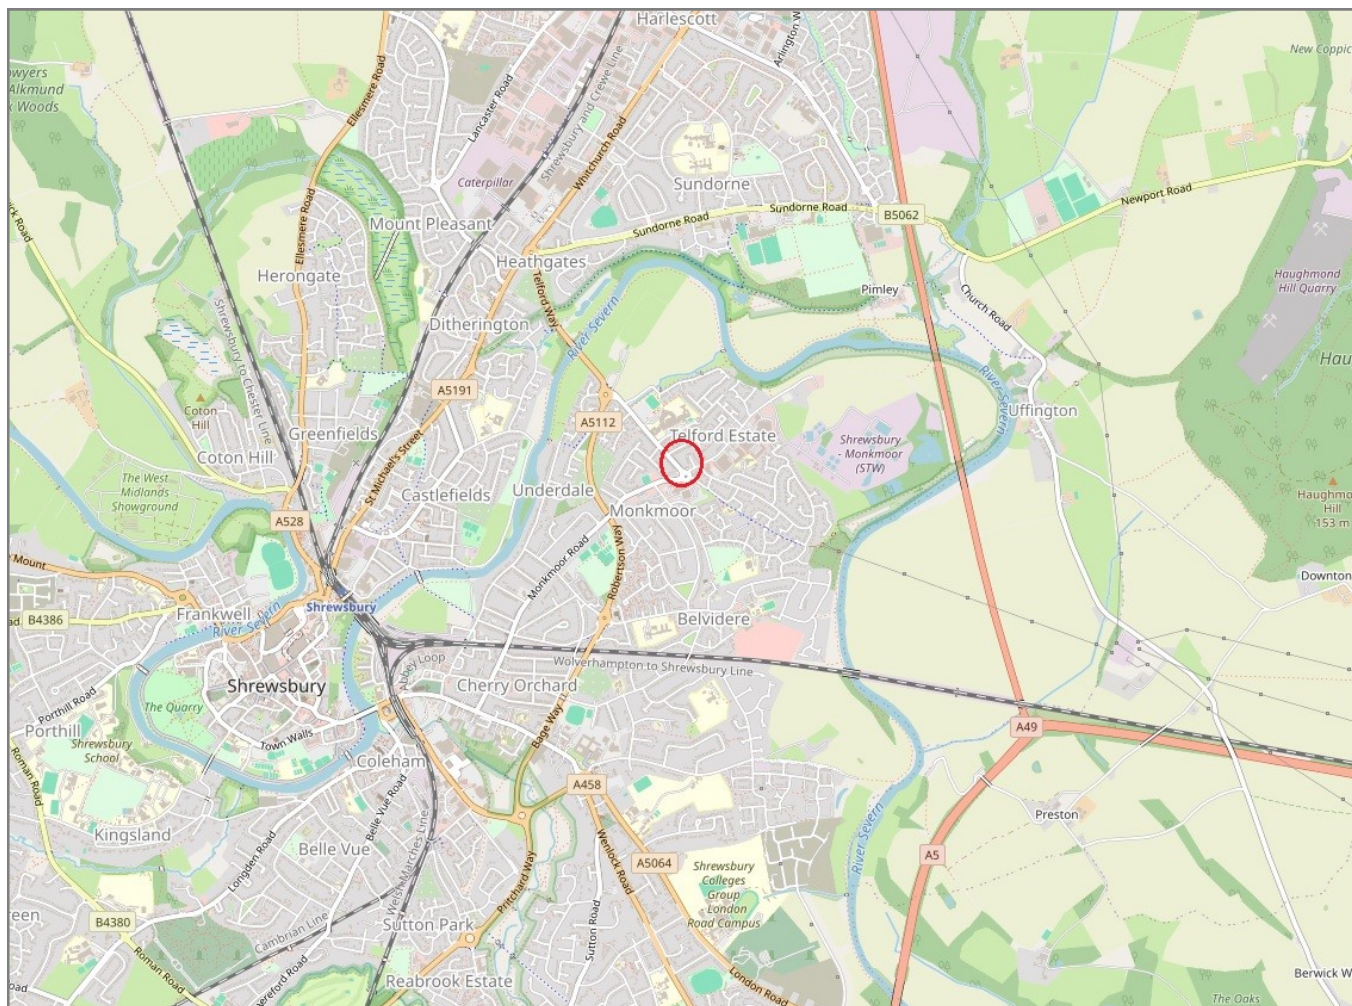 Harlescott
Arlington W
New Coppic
owyers
Alkmund
k Woods
Ellesmere Road
Lancaster Road
Shrewsbury and Crewe Line
Whitchurch Road
Caterpillar
Sundorne
Newport Road
Ellesmere Road
Sundorne Road
Sundorne Road
B5062
wick Road
Mount Pleasant
Heathgates
Herongate
Telford Way
Pimley
Church Road
Haughmond
Hill Quarry
Shrewsbury to Chester Line
Ditherington
River Severn
Hau
A5191
River Severn
Coton
Hill
A5112
Uffington
Greenfields
Telford Estate
Shrewsbury
- Monkmoor
(STW)
Coton Hill
St Michael's Street
The West
Midlands
Showground
Castlefields
Underdale
Monkmoor
Haughmo
Hill
153 m
A528
Mount
Monkmoor Road
Robertson Way
Downton
Frankwell
River Severn
Shrewsbury
B4386
ad
Belvidere
Abbey Loop
Wolverhampton to Shrewsbury Line
Shrewsbury
Cherry Orchard
Porthill Road
The Quarry
Porthill
Town Walls
Bage Way
A49
Shrewsbury
School
Coleham
Roman Road
A458
Belle Vue Road
Preston
Kingsland
River Severn
Longden Road
Belle Vue
Welsh Marches Line
Pritchard Way
Wenlock Road
A5064
A5
Shrewsbury
Colleges
Group
London
Road Campus
reen
B4380
Sutton Park
Sutton Road
Cambrian Line
Roman Road
ereford Road
Reabrook Estate
London Road
Berwick W
The Oaks